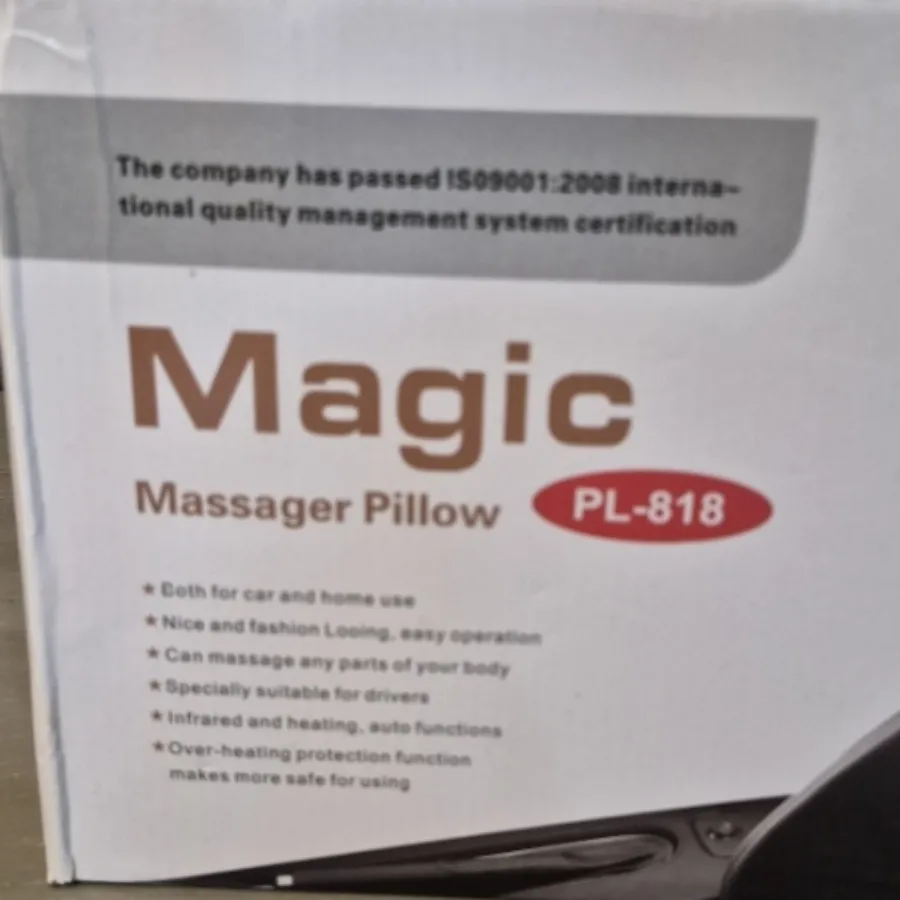 The company has passed ISO9001:2008 interna-
tional quality management system certification
Magic
Massager Pillow PL-818
★ Both for car and home use
★ Nice and fashion Looing, easy operation
★ Can massage any parts of your body
★ Specially suitable for drivers
★ Infrared and heating, auto functions
★ Over-heating protection function
makes more safe for using